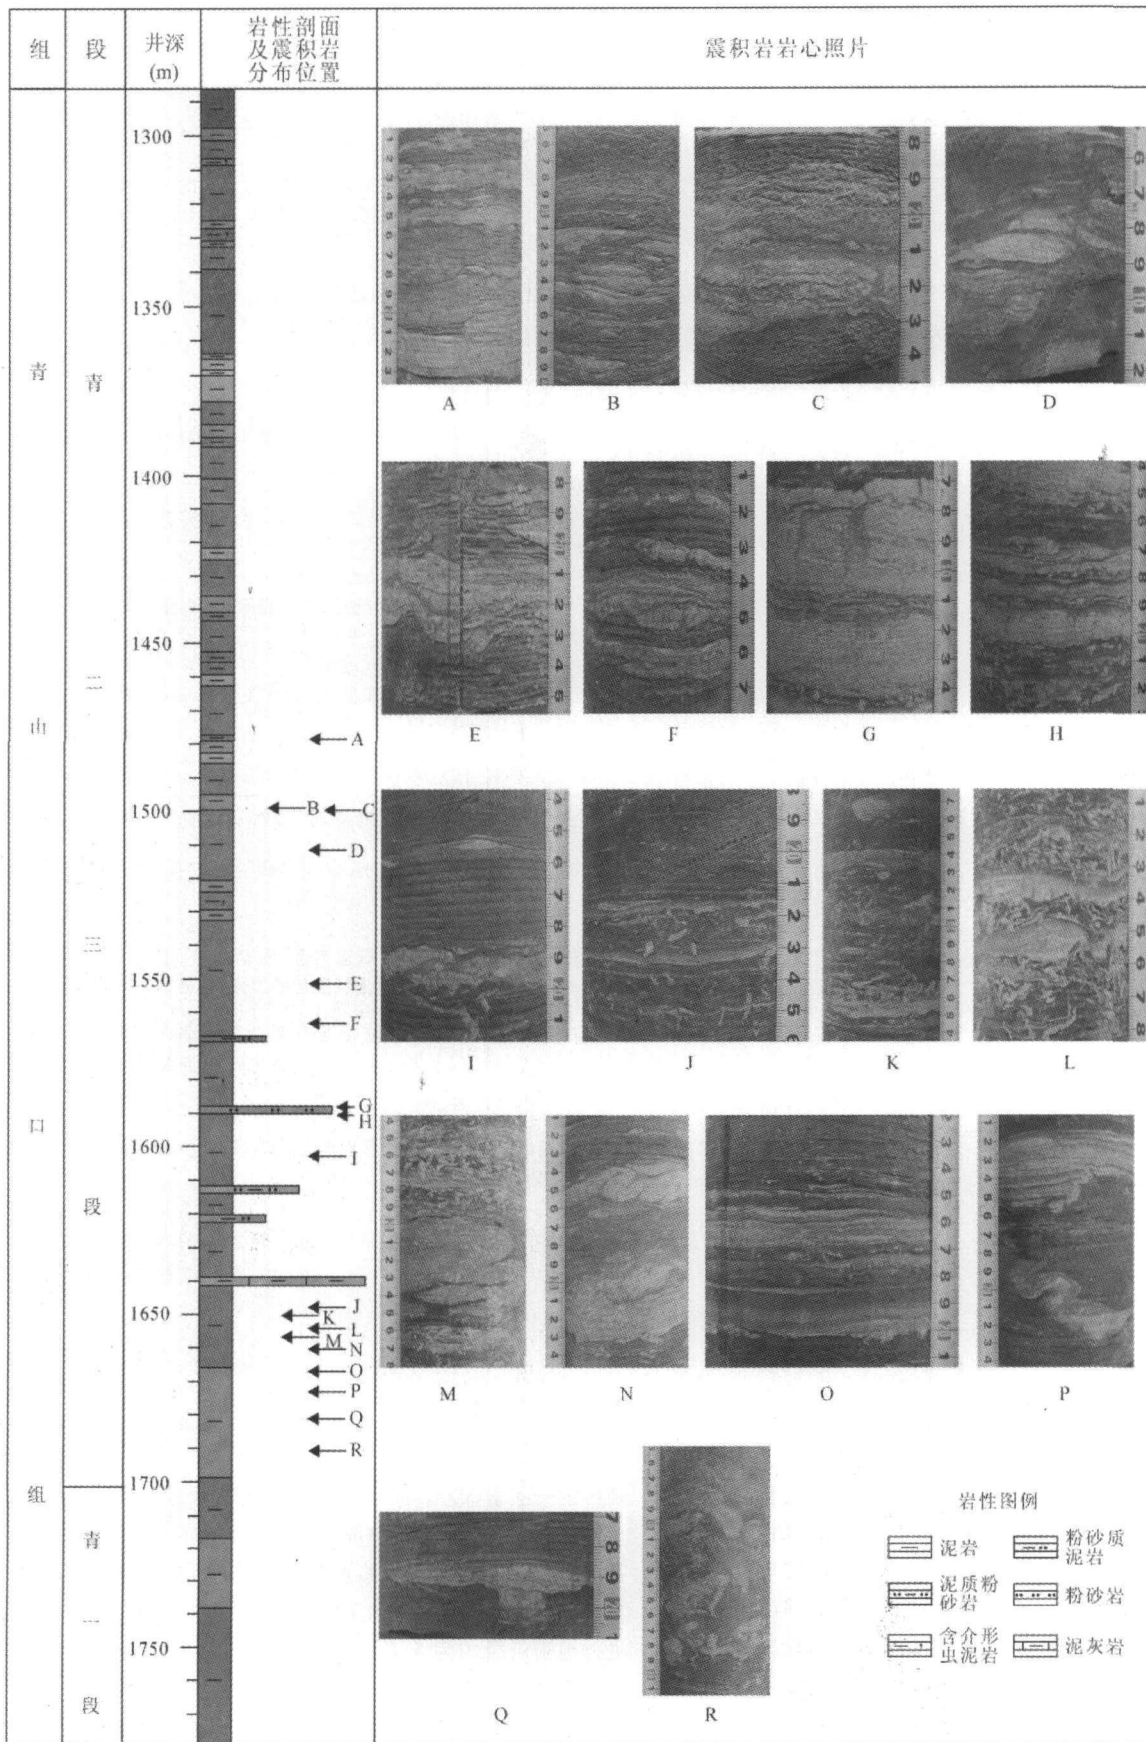 组
段
井深
(m)
岩性剖面
及震积岩
分布位置
震积岩岩心照片
青
山
口
组
青
二
三
段
青
一
段
1300
1350
1400
1450
1500
1550
1600
1650
1700
1750
A
B
C
D
E
F
G
H
I
J
K
L
M
N
O
P
Q
R
A
B
C
D
E
F
G
H
I
J
K
L
M
N
O
P
Q
R
岩性图例
泥岩
粉砂质
泥岩
泥质粉
砂岩
粉砂岩
含介形
虫泥岩
泥灰岩